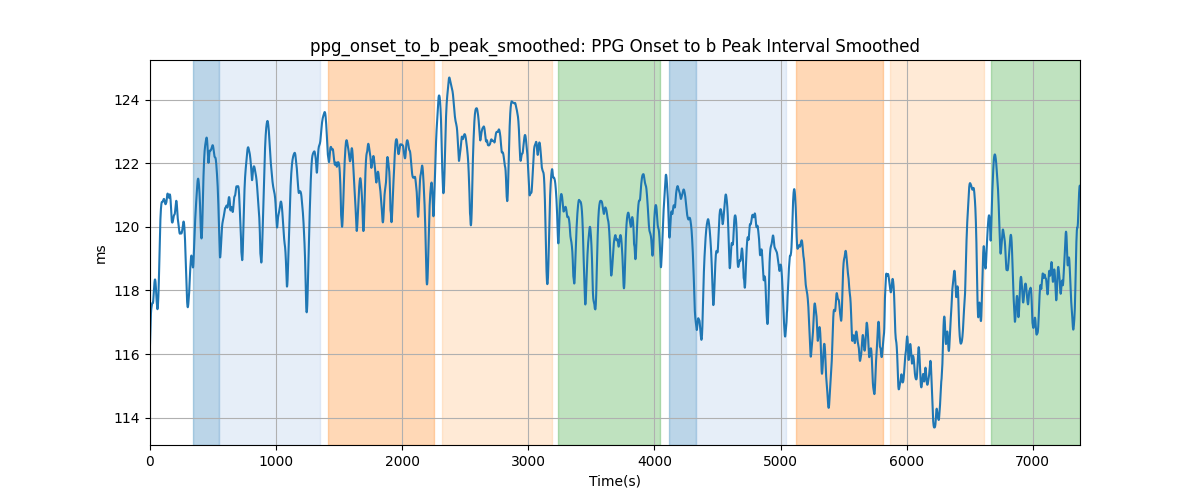 ppg_onset_to_b_peak_smoothed: PPG Onset to b Peak Interval Smoothed
124
122
120
118
116
114
ms
0 1000 2000 3000 4000 5000 6000 7000
Time(s)